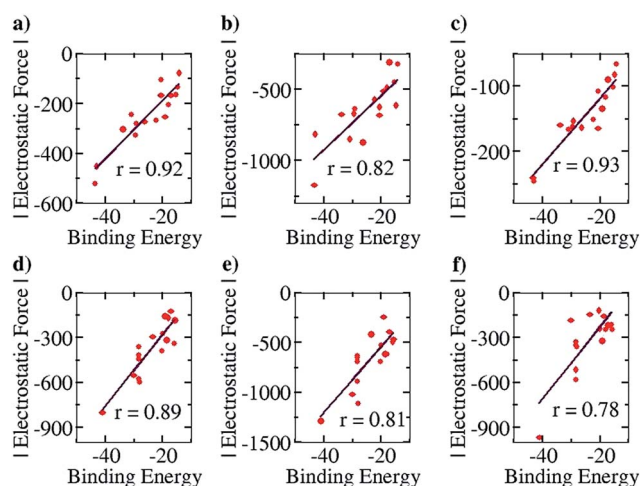 a)
| Electrostatic Force |
0
-200
-400
-600
r = 0.92
-40
-20
Binding Energy
b)
| Electrostatic Force |
0
-500
-1000
r = 0.82
-40
-20
Binding Energy
c)
| Electrostatic Force |
-100
-200
r = 0.93
-40
-20
Binding Energy
d)
| Electrostatic Force |
0
-300
-600
-900
r = 0.89
-40
-20
Binding Energy
e)
| Electrostatic Force |
0
-500
-1000
-1500
r = 0.81
-40
-20
Binding Energy
f)
| Electrostatic Force |
0
-300
-600
-900
r = 0.78
-40
-20
Binding Energy